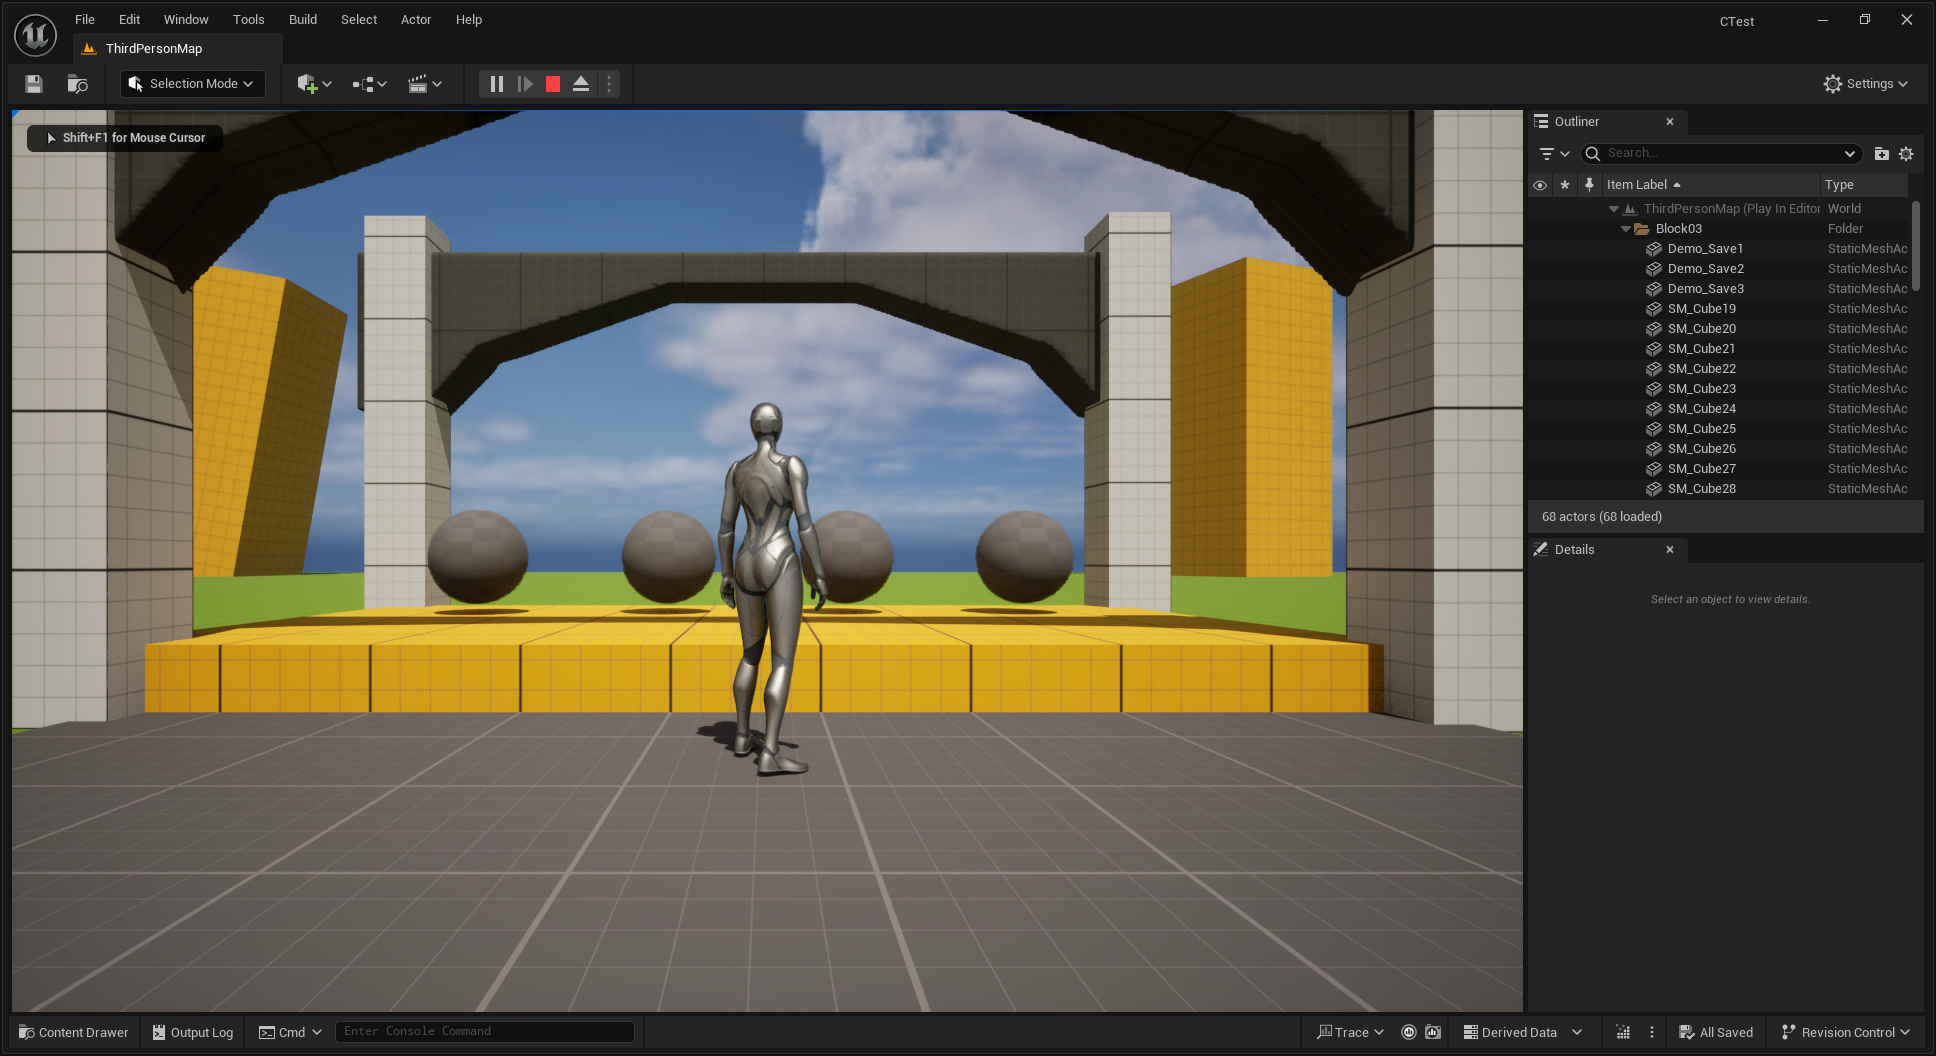 File Edit Window Tools Build Select Actor Help
CTest
ThirdPersonMap
Selection Mode
Settings
Shift+F1 for Mouse Cursor
Outliner
Search...
Item Label Type
ThirdPersonMap (Play In Editor World
Block03 Folder
Demo_Save1 StaticMeshAc
Demo_Save2 StaticMeshAc
Demo_Save3 StaticMeshAc
SM_Cube19 StaticMeshAc
SM_Cube20 StaticMeshAc
SM_Cube21 StaticMeshAc
SM_Cube22 StaticMeshAc
SM_Cube23 StaticMeshAc
SM_Cube24 StaticMeshAc
SM_Cube25 StaticMeshAc
SM_Cube26 StaticMeshAc
SM_Cube27 StaticMeshAc
SM_Cube28 StaticMeshAc
68 actors (68 loaded)
Details
Select an object to view details.
Content Drawer Output Log Cmd Enter Console Command Trace Derived Data All Saved Revision Control